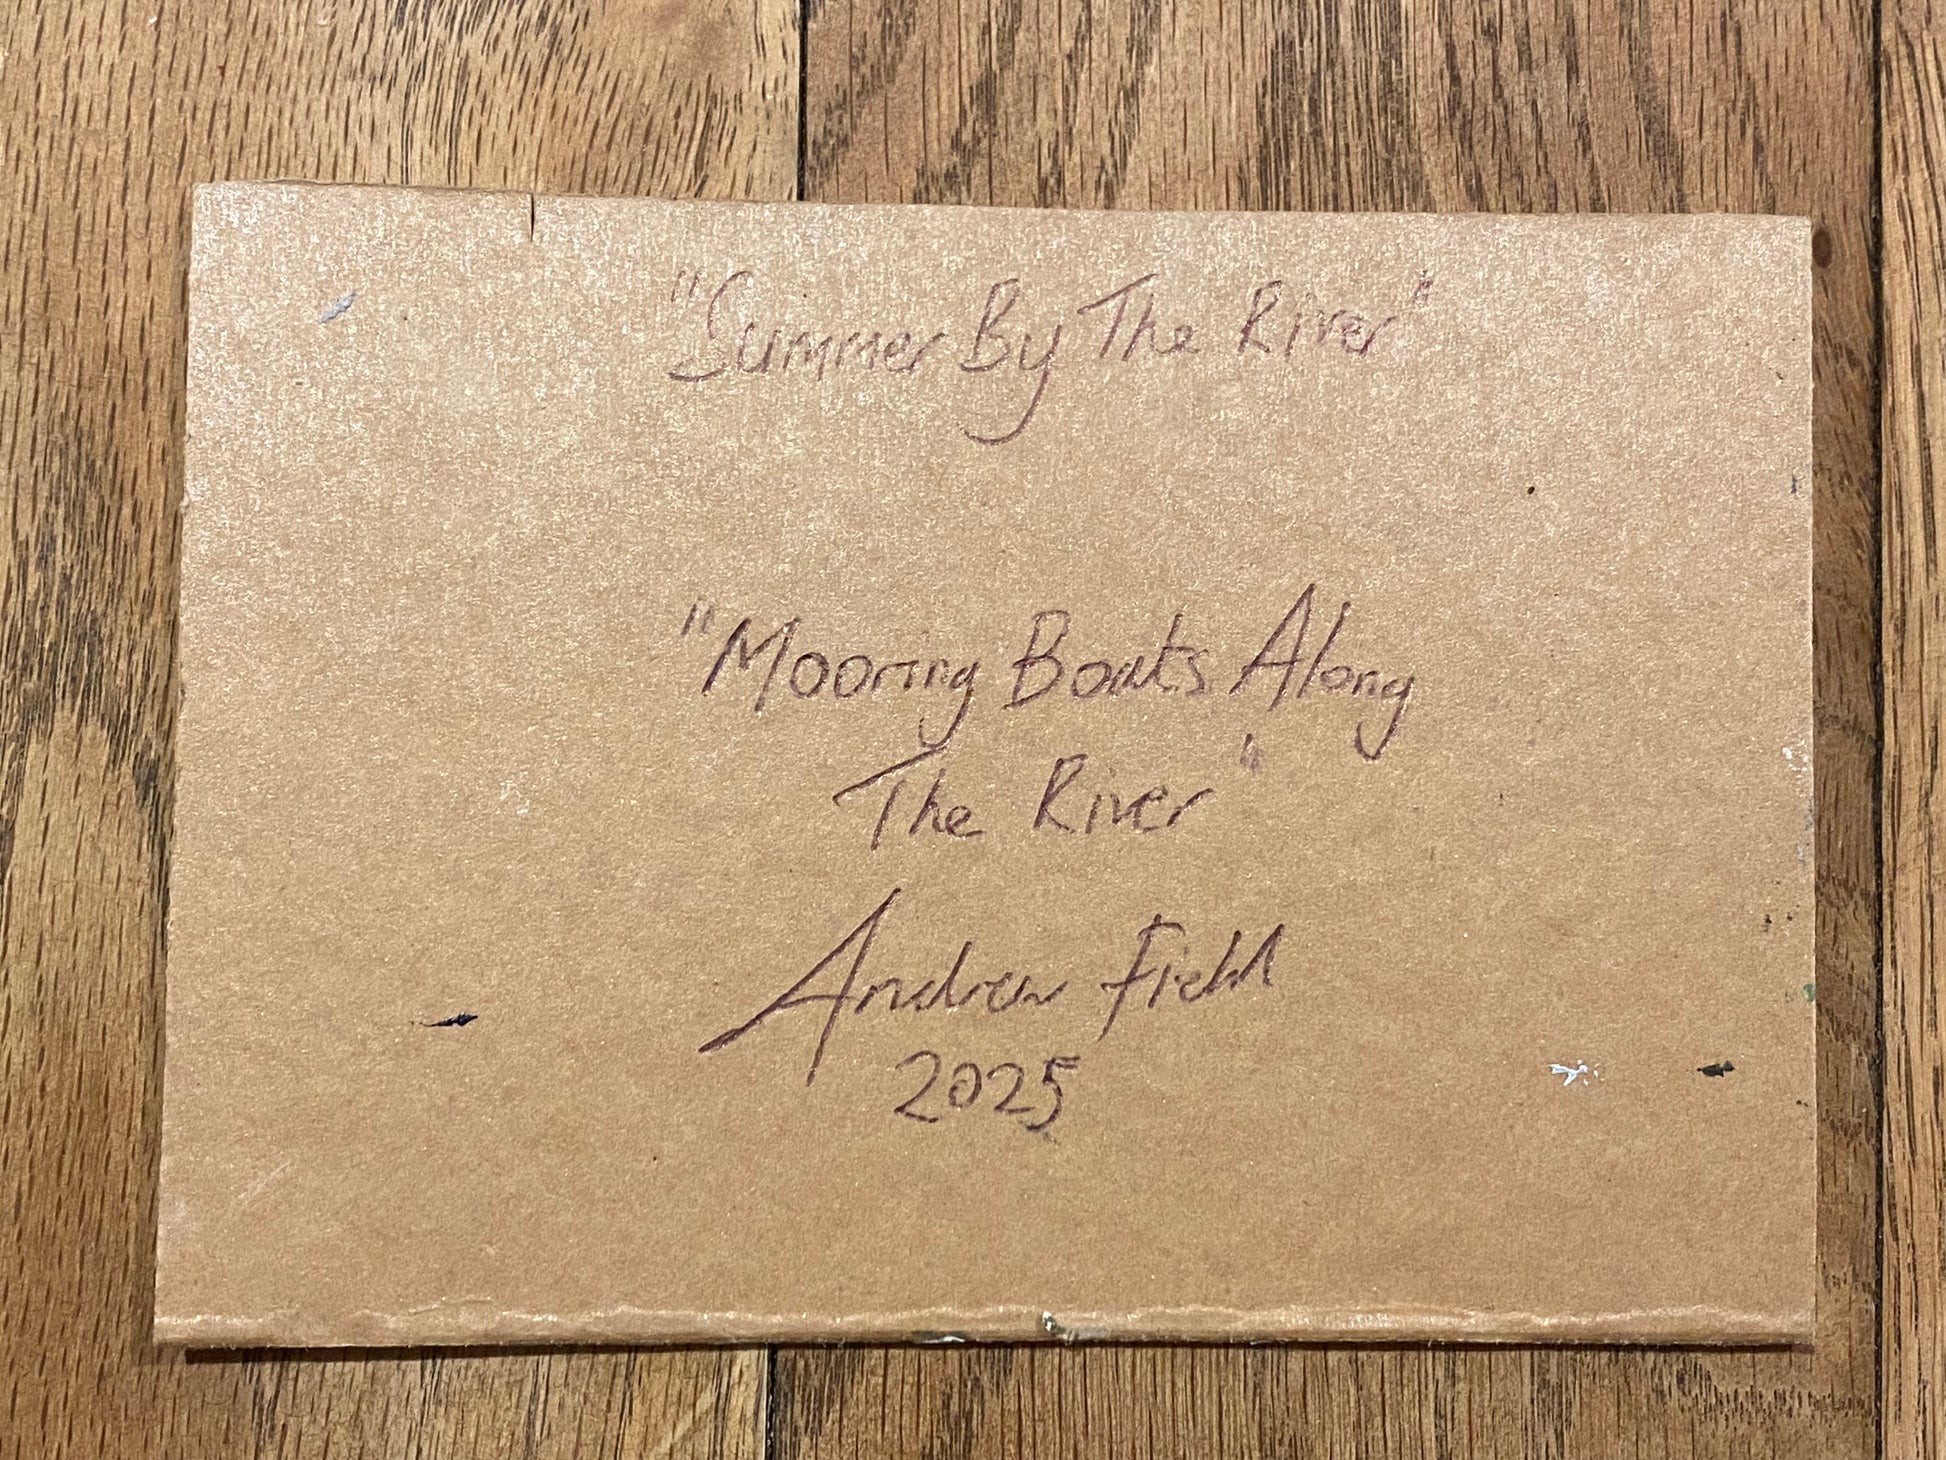 "Summer By The River"
"Mooring Boats Along
The River"
Andrew Field
2025